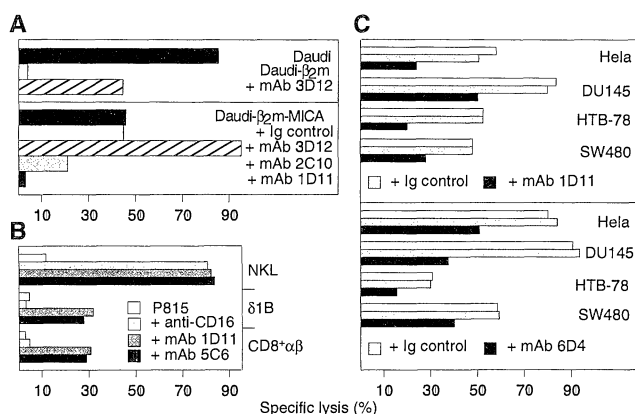 A
Daudi
Daudi-β2m
+ mAb 3D12
Daudi-β2m-MICA
+ Ig control
+ mAb 3D12
+ mAb 2C10
+ mAb 1D11
10 30 50 70 90
B
NKL
δ1B
CD8+αβ
P815
+ anti-CD16
+ mAb 1D11
+ mAb 5C6
10 30 50 70 90
C
Hela
DU145
HTB-78
SW480
+ Ig control + mAb 1D11
Hela
DU145
HTB-78
SW480
+ Ig control + mAb 6D4
10 30 50 70 90
Specific lysis (%)